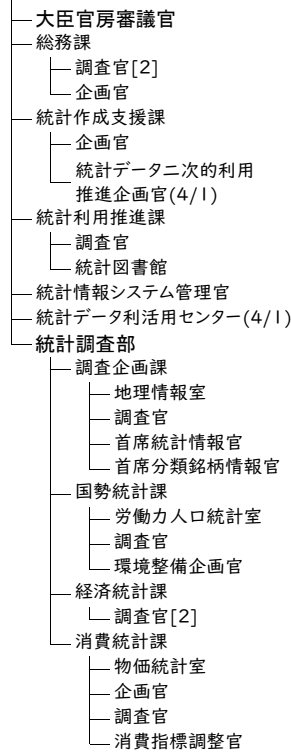 大臣官房審議官
総務課
調査官[2]
企画官
統計作成支援課
企画官
統計データ二次的利用
推進企画官(4/1)
統計利用推進課
調査官
統計図書館
統計情報システム管理官
統計データ利活用センター(4/1)
統計調査部
調査企画課
地理情報室
調査官
首席統計情報官
首席分類銘柄情報官
国勢統計課
労働力人口統計室
調査官
環境整備企画官
経済統計課
調査官[2]
消費統計課
物価統計室
企画官
調査官
消費指標調整官